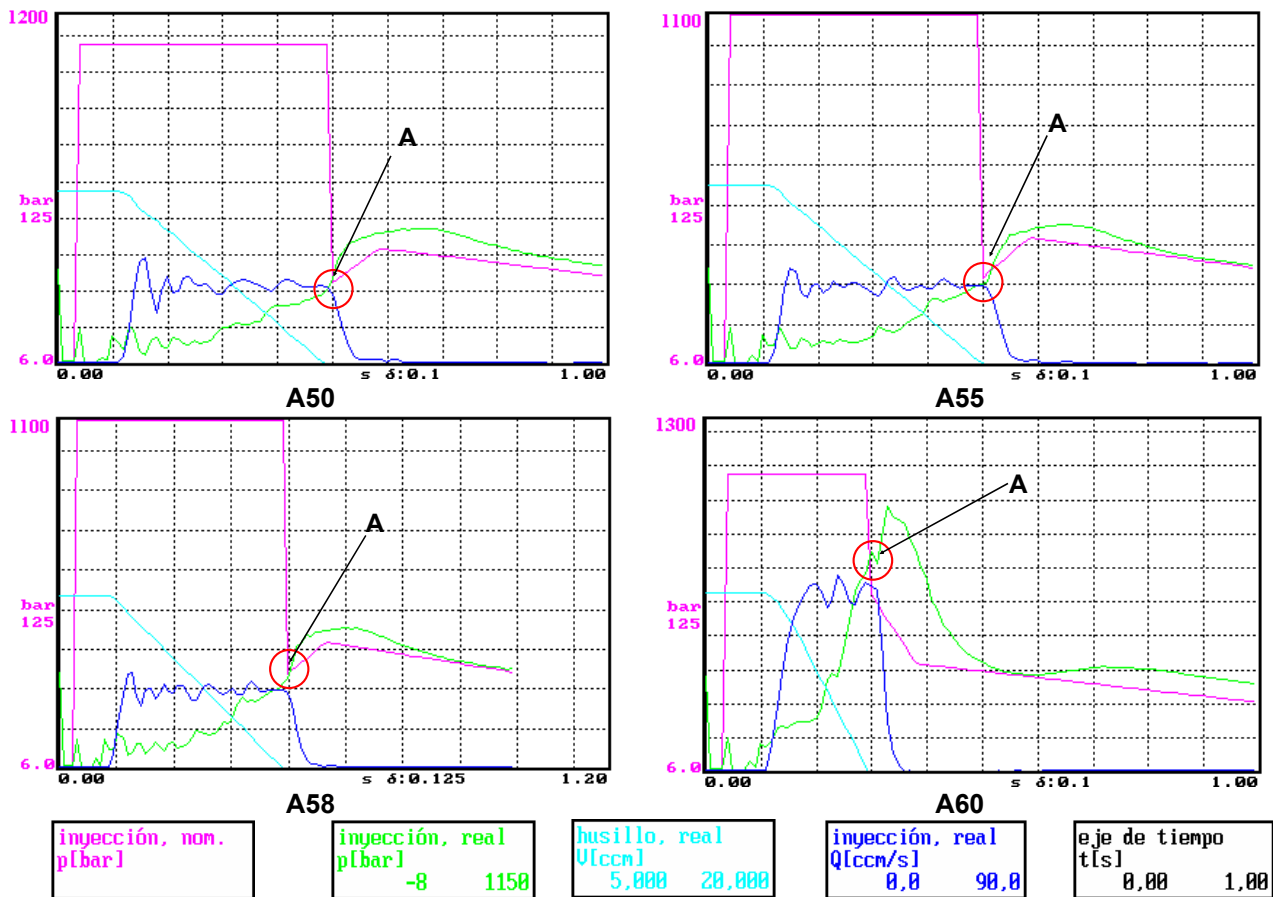 1200
A
bar
125
6.0
0.00 s δ:0.1 1.00
A50
1100
A
bar
125
6.0
0.00 s δ:0.1 1.00
A55
1100
A
bar
125
6.0
0.00 s δ:0.125 1.20
A58
1300
A
bar
125
6.0
0.00 s δ:0.1 1.00
A60
inyección, nom.
p[bar]
inyección, real
p[bar]
-8 1150
husillo, real
V[ccm]
5,000 20,000
inyección, real
Q[ccm/s]
0,0 90,0
eje de tiempo
t[s]
0,00 1,00